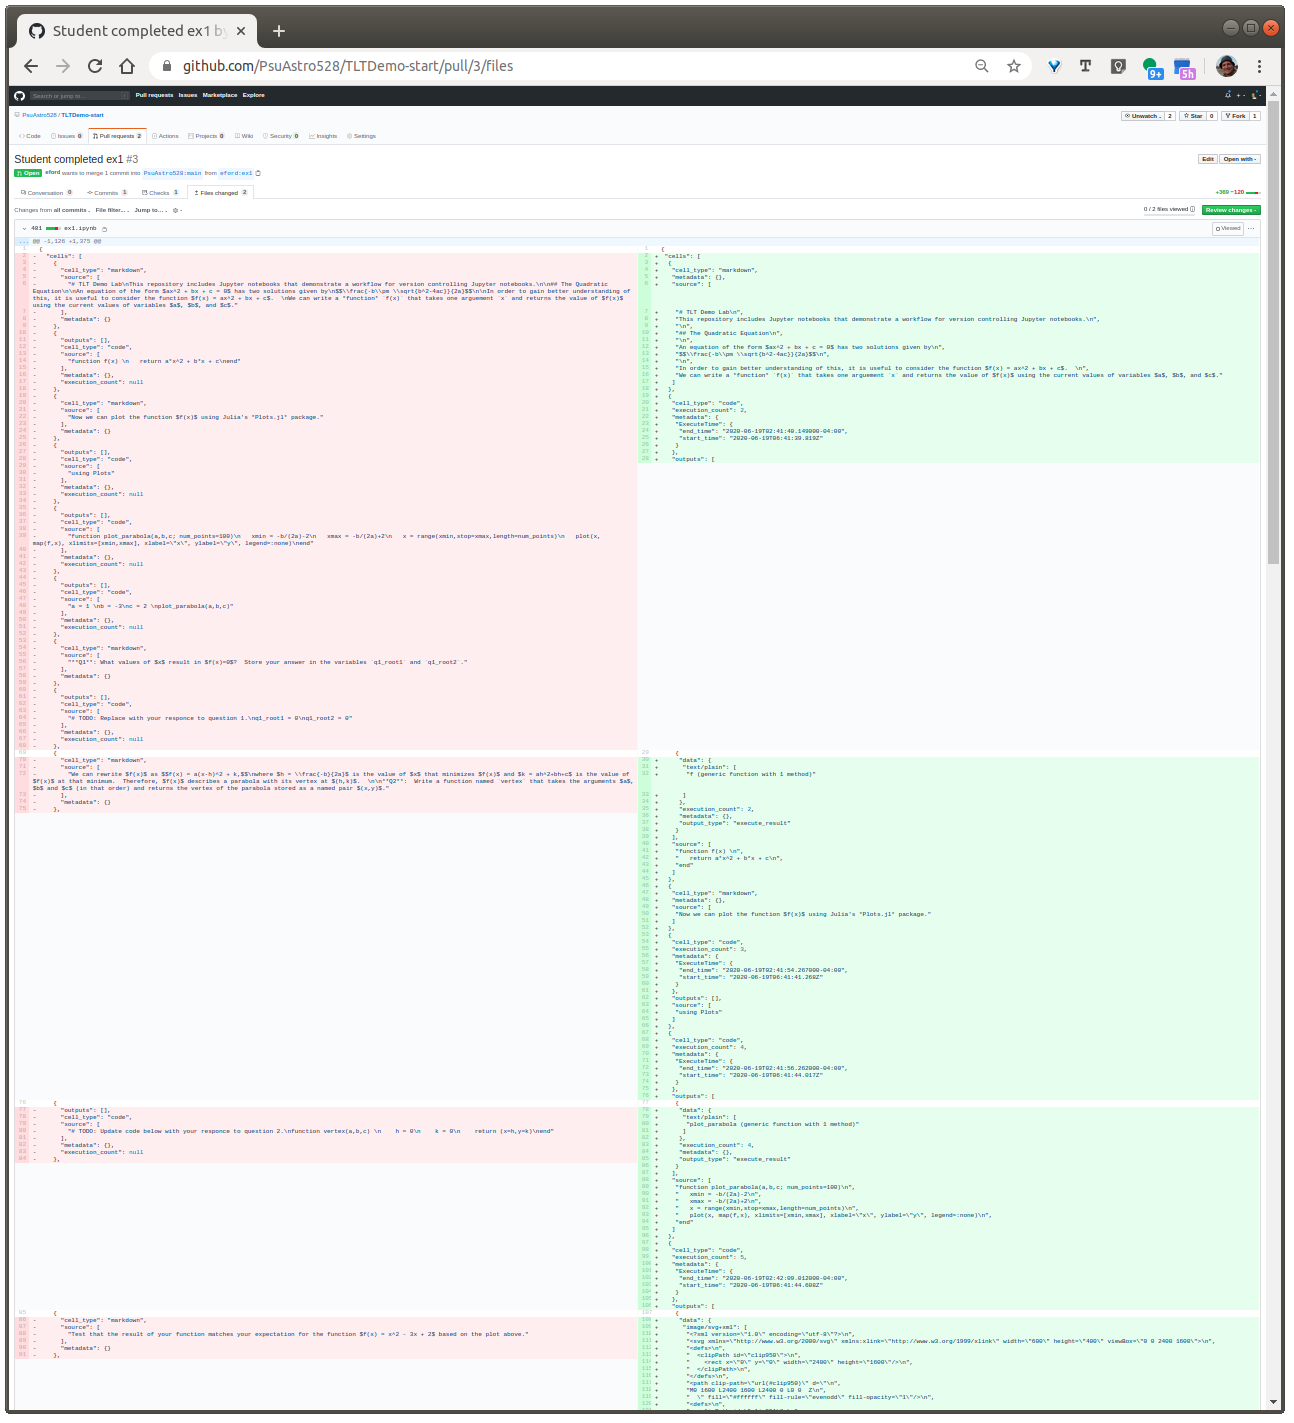 Student completed ex1 by
github.com/PsuAstro528/TLTDemo-start/pull/3/files
9+
5h
Search or jump to...
Pull requests Issues Marketplace Explore
PsuAstro528 / TLTDemo-start
Unwatch 2 Star 0 Fork 1
Code Issues 0 Pull requests 2 Actions Projects 0 Wiki Security 0 Insights Settings
Student completed ex1 #3
Edit Open with
Open eford wants to merge 1 commit into PsuAstro528:main from eford:ex1
Conversation 0 Commits 1 Checks 1 Files changed 2
+369 −120
Changes from all commits File filter... Jump to...
0 / 2 files viewed Review changes
481 ex1.ipynb
Viewed
@@ -1,126 +1,375 @@
{
- "cells": [
- {
- "cell_type": "markdown",
- "source": [
- "# TLT Demo Lab\nThis repository includes Jupyter notebooks that demonstrate a workflow for version controlling Jupyter notebooks.\n\n## The Quadratic
Equation\n\nAn equation of the form $ax^2 + bx + c = 0$ has two solutions given by\n$$\\frac{-b\\pm \\sqrt{b^2-4ac}}{2a}$$\n\nIn order to gain better understanding of
this, it is useful to consider the function $f(x) = ax^2 + bx + c$.  \nWe can write a "function" `f(x)` that takes one arguement `x` and returns the value of $f(x)$
using the current values of variables $a$, $b$, and $c$."
- ],
- "metadata": {}
- },
- {
- "outputs": [],
- "cell_type": "code",
- "source": [
- "function f(x) \n   return a*x^2 + b*x + c\nend"
- ],
- "metadata": {},
- "execution_count": null
- },
- {
- "cell_type": "markdown",
- "source": [
- "Now we can plot the function $f(x)$ using Julia's "Plots.jl" package."
- ],
- "metadata": {}
- },
- {
- "outputs": [],
- "cell_type": "code",
- "source": [
- "using Plots"
- ],
- "metadata": {},
- "execution_count": null
- },
- {
- "outputs": [],
- "cell_type": "code",
- "source": [
- "function plot_parabola(a,b,c; num_points=100)\n   xmin = -b/(2a)-2\n   xmax = -b/(2a)+2\n   x = range(xmin,stop=xmax,length=num_points)\n   plot(x,
map(f,x), xlimits=[xmin,xmax], xlabel=\"x\", ylabel=\"y\", legend=:none)\nend"
- ],
- "metadata": {},
- "execution_count": null
- },
- {
- "outputs": [],
- "cell_type": "code",
- "source": [
- "a = 1 \nb = -3\nc = 2 \nplot_parabola(a,b,c)"
- ],
- "metadata": {},
- "execution_count": null
- },
- {
- "cell_type": "markdown",
- "source": [
- "**Q1**: What values of $x$ result in $f(x)=0$?  Store your answer in the variables `q1_root1` and `q1_root2`."
- ],
- "metadata": {}
- },
- {
- "outputs": [],
- "cell_type": "code",
- "source": [
- "# TODO: Replace with your responce to question 1.\nq1_root1 = 0\nq1_root2 = 0"
- ],
- "metadata": {},
- "execution_count": null
- },
{
- "cell_type": "markdown",
- "source": [
- "We can rewrite $f(x)$ as $$f(x) = a(x-h)^2 + k,$$\nwhere $h = \\frac{-b}{2a}$ is the value of $x$ that minimizes $f(x)$ and $k = ah^2+bh+c$ is the value of
$f(x)$ at that minimum.  Therefore, $f(x)$ describes a parabola with its vertex at $(h,k)$.  \n\n**Q2**:  Write a function named `vertex` that takes the arguments $a$,
$b$ and $c$ (in that order) and returns the vertex of the parabola stored as a named pair $(x,y)$."
- ],
- "metadata": {}
- },
{
- "outputs": [],
- "cell_type": "code",
- "source": [
- "# TODO: Update code below with your responce to question 2.\nfunction vertex(a,b,c) \n    h = 0\n    k = 0\n    return (x=h,y=k)\nend"
- ],
- "metadata": {},
- "execution_count": null
- },
{
- "cell_type": "markdown",
- "source": [
- "Test that the result of your function matches your expectation for the function $f(x) = x^2 - 3x + 2$ based on the plot above."
- ],
- "metadata": {}
- },
{
+ "cells": [
+ {
+ "cell_type": "markdown",
+ "metadata": {},
+ "source": [
+ "# TLT Demo Lab\n",
+ "This repository includes Jupyter notebooks that demonstrate a workflow for version controlling Jupyter notebooks.\n",
+ "\n",
+ "## The Quadratic Equation\n",
+ "\n",
+ "An equation of the form $ax^2 + bx + c = 0$ has two solutions given by\n",
+ "$$\\frac{-b\\pm \\sqrt{b^2-4ac}}{2a}$$\n",
+ "\n",
+ "In order to gain better understanding of this, it is useful to consider the function $f(x) = ax^2 + bx + c$.  \n",
+ "We can write a "function" `f(x)` that takes one arguement `x` and returns the value of $f(x)$ using the current values of variables $a$, $b$, and $c$."
+ ]
+ },
+ {
+ "cell_type": "code",
+ "execution_count": 2,
+ "metadata": {
+ "ExecuteTime": {
+ "end_time": "2020-06-19T02:41:40.149000-04:00",
+ "start_time": "2020-06-19T06:41:39.819Z"
+ }
+ },
+ "outputs": [
{
+ "data": {
+ "text/plain": [
+ "f (generic function with 1 method)"
+ ]
+ },
+ "execution_count": 2,
+ "metadata": {},
+ "output_type": "execute_result"
+ }
+ ],
+ "source": [
+ "function f(x) \n",
+ "   return a*x^2 + b*x + c\n",
+ "end"
+ ]
+ },
+ {
+ "cell_type": "markdown",
+ "metadata": {},
+ "source": [
+ "Now we can plot the function $f(x)$ using Julia's "Plots.jl" package."
+ ]
+ },
+ {
+ "cell_type": "code",
+ "execution_count": 3,
+ "metadata": {
+ "ExecuteTime": {
+ "end_time": "2020-06-19T02:41:54.267000-04:00",
+ "start_time": "2020-06-19T06:41:41.260Z"
+ }
+ },
+ "outputs": [],
+ "source": [
+ "using Plots"
+ ]
+ },
+ {
+ "cell_type": "code",
+ "execution_count": 4,
+ "metadata": {
+ "ExecuteTime": {
+ "end_time": "2020-06-19T02:41:56.262000-04:00",
+ "start_time": "2020-06-19T06:41:44.017Z"
+ }
+ },
+ "outputs": [
{
+ "data": {
+ "text/plain": [
+ "plot_parabola (generic function with 1 method)"
+ ]
+ },
+ "execution_count": 4,
+ "metadata": {},
+ "output_type": "execute_result"
+ }
+ ],
+ "source": [
+ "function plot_parabola(a,b,c; num_points=100)\n",
+ "   xmin = -b/(2a)-2\n",
+ "   xmax = -b/(2a)+2\n",
+ "   x = range(xmin,stop=xmax,length=num_points)\n",
+ "   plot(x, map(f,x), xlimits=[xmin,xmax], xlabel=\"x\", ylabel=\"y\", legend=:none)\n",
+ "end"
+ ]
+ },
+ {
+ "cell_type": "code",
+ "execution_count": 5,
+ "metadata": {
+ "ExecuteTime": {
+ "end_time": "2020-06-19T02:42:09.012000-04:00",
+ "start_time": "2020-06-19T06:41:44.600Z"
+ }
+ },
+ "outputs": [
{
+ "data": {
+ "image/svg+xml": [
+ "<?xml version=\"1.0\" encoding=\"utf-8\"?>\n",
+ "<svg xmlns=\"http://www.w3.org/2000/svg\" xmlns:xlink=\"http://www.w3.org/1999/xlink\" width=\"600\" height=\"400\" viewBox=\"0 0 2400 1600\">\n",
+ "<defs>\n",
+ "  <clipPath id=\"clip950\">\n",
+ "    <rect x=\"0\" y=\"0\" width=\"2400\" height=\"1600\"/>\n",
+ "  </clipPath>\n",
+ "</defs>\n",
+ "<path clip-path=\"url(#clip950)\" d=\"\n",
+ "M0 1600 L2400 1600 L2400 0 L0 0  Z\n",
+ "  \" fill=\"#ffffff\" fill-rule=\"evenodd\" fill-opacity=\"1\"/>\n",
+ "<defs>\n",